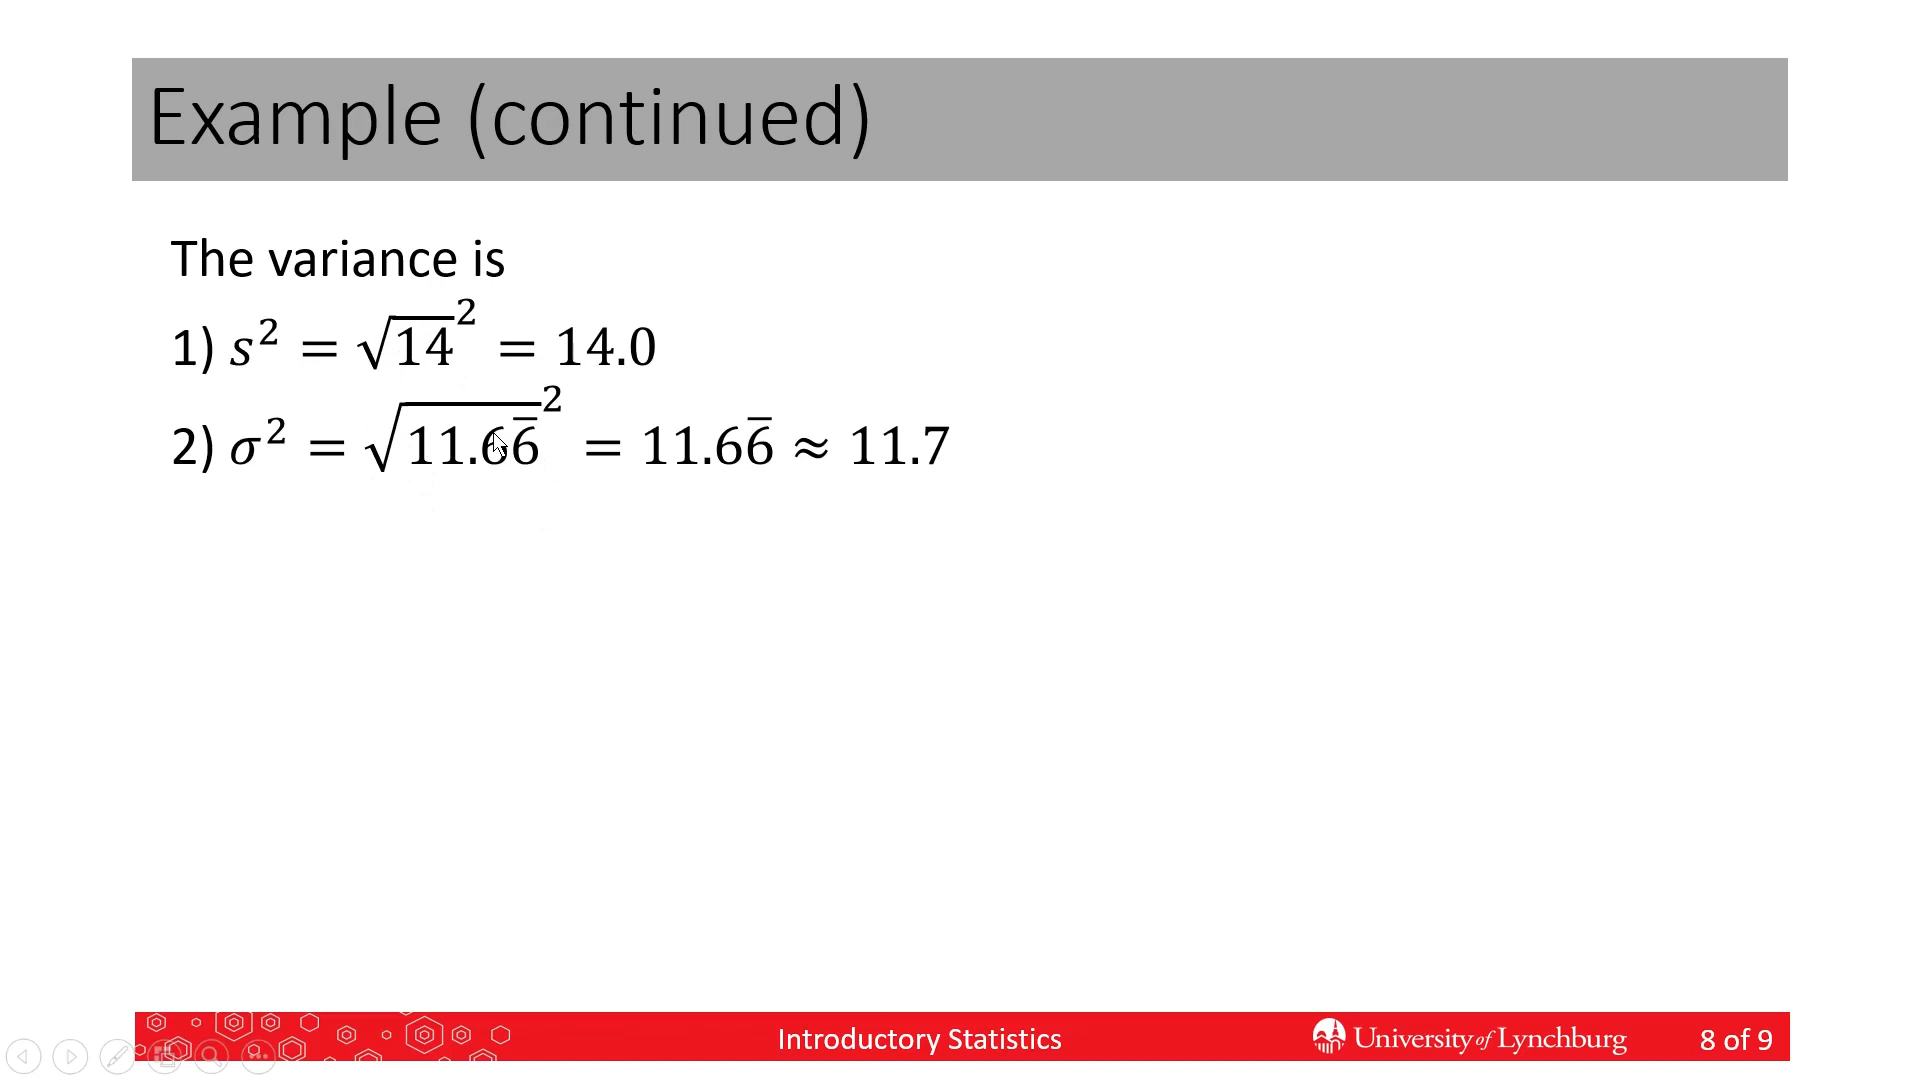 Example (continued)
The variance is
1) s² = √14² = 14.0
2) σ² = √11.66̅² = 11.66̅ ≈ 11.7
Introductory Statistics
University of Lynchburg
8 of 9